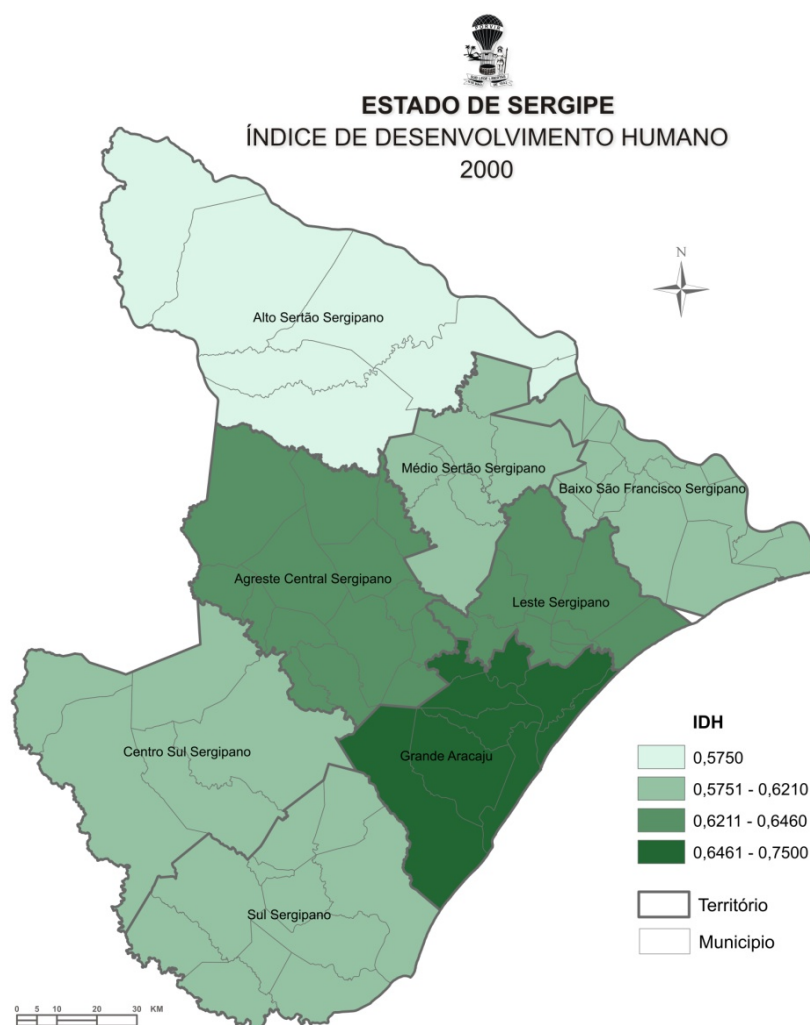 PORVIR
ESTADO DE SERGIPE
ÍNDICE DE DESENVOLVIMENTO HUMANO
2000
N
Alto Sertão Sergipano
Médio Sertão Sergipano
Baixo São Francisco Sergipano
Agreste Central Sergipano
Leste Sergipano
Centro Sul Sergipano
Grande Aracaju
Sul Sergipano
IDH
0,5750
0,5751 - 0,6210
0,6211 - 0,6460
0,6461 - 0,7500
Território
Municipio
0 5 10 20 30 KM